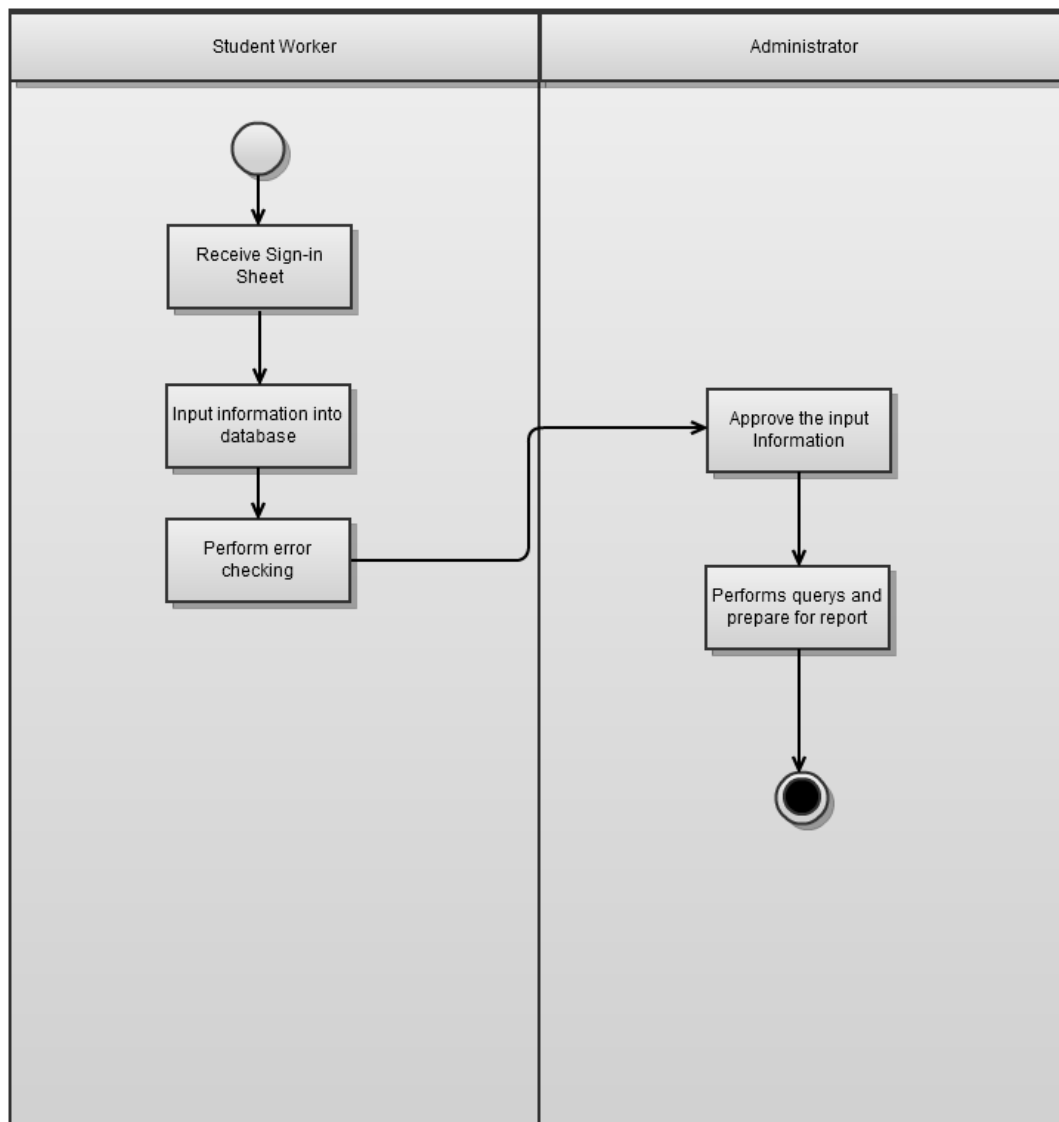 Student Worker
Administrator
Receive Sign-in
Sheet
Input information into
database
Perform error
checking
Approve the input
Information
Performs querys and
prepare for report